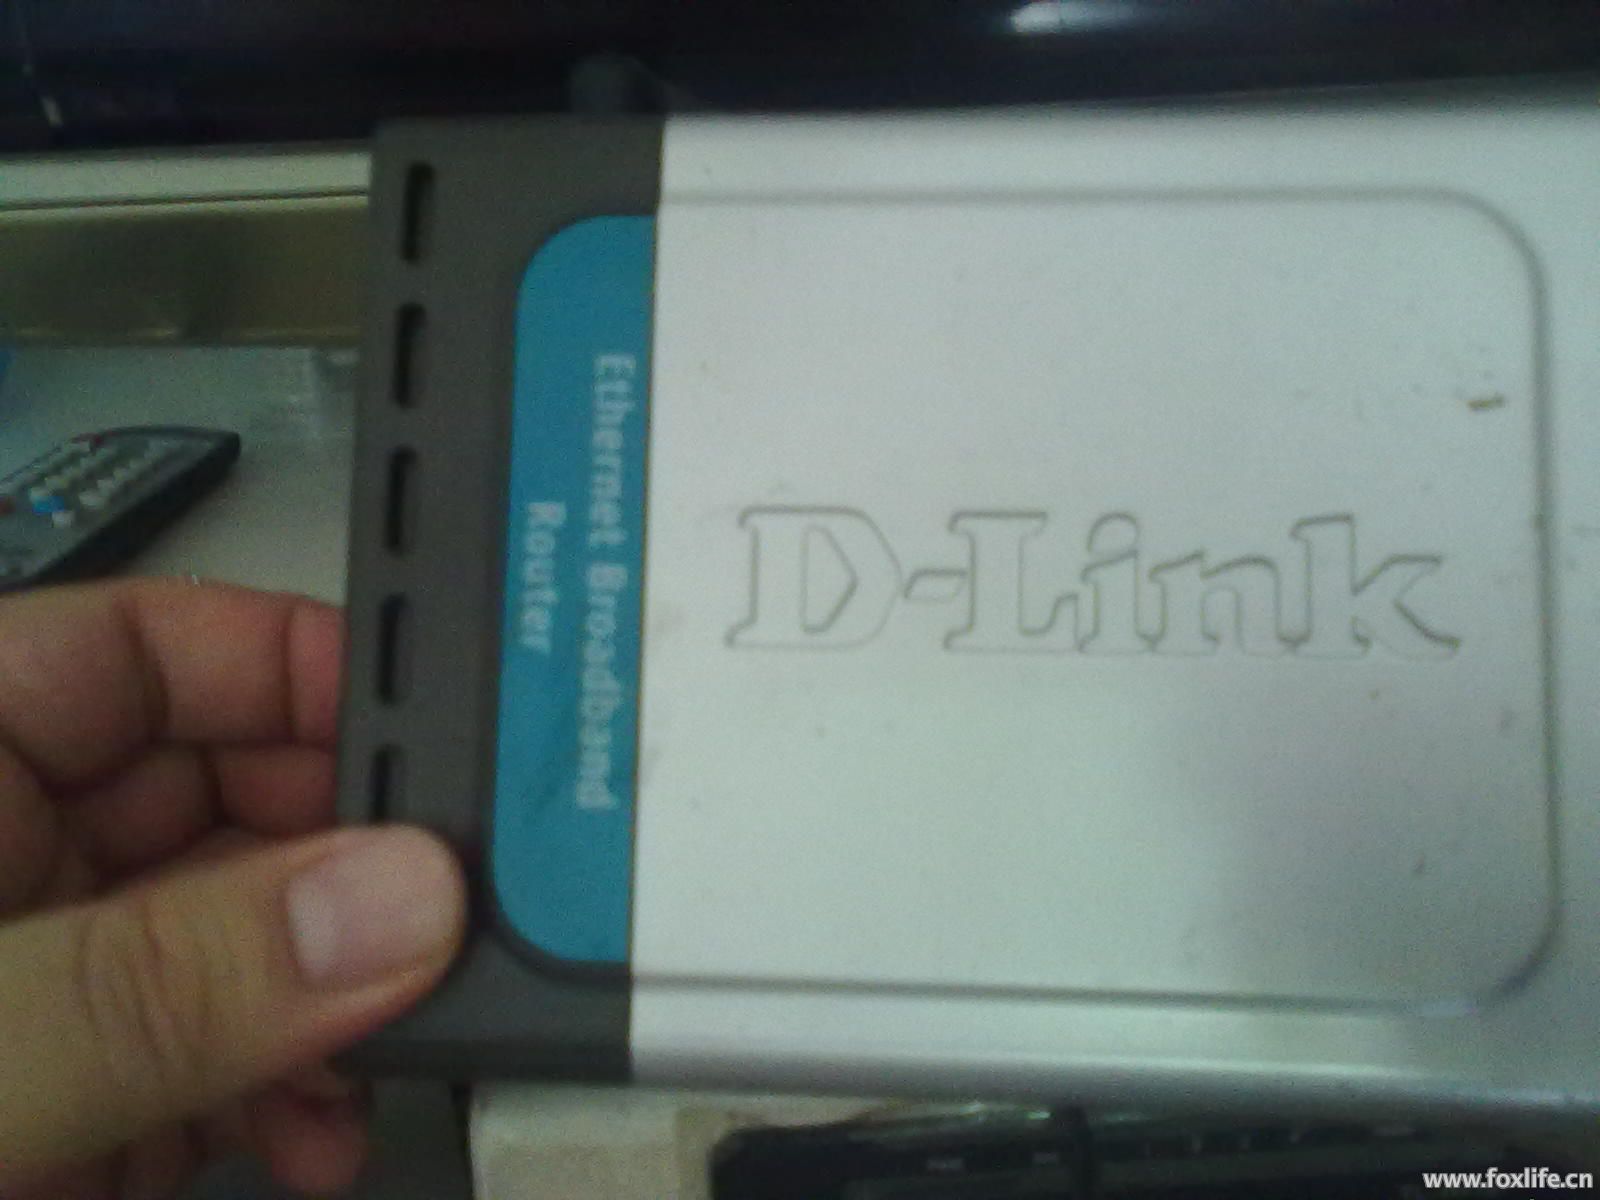 Ethernet Broadband
Router
D-Link
www.foxlife.cn